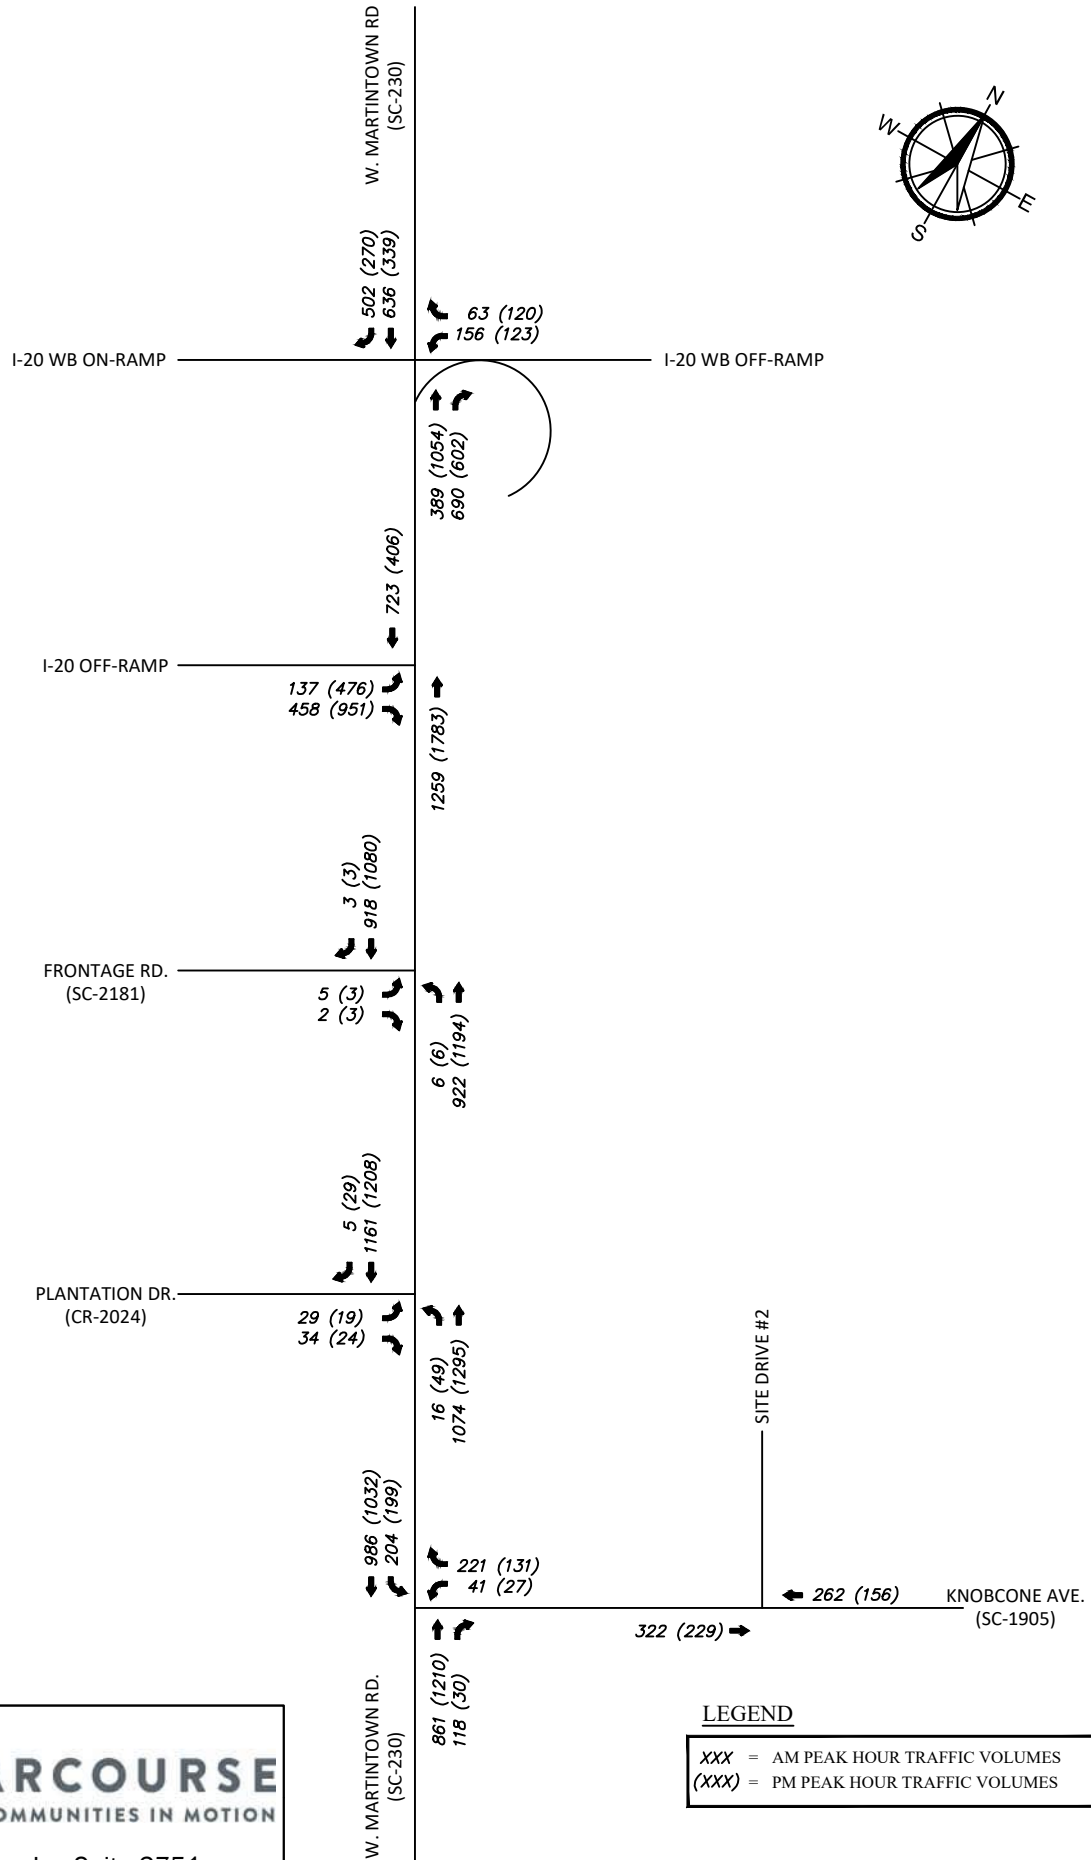 W. MARTINTOWN RD
(SC-230)
N
W
E
S
502 (270)
636 (339)
63 (120)
156 (123)
I-20 WB ON-RAMP
I-20 WB OFF-RAMP
389 (1054)
690 (602)
723 (406)
I-20 OFF-RAMP
137 (476)
458 (951)
1259 (1783)
3 (3)
918 (1080)
FRONTAGE RD.
(SC-2181)
5 (3)
2 (3)
6 (6)
922 (1194)
5 (29)
1161 (1208)
PLANTATION DR.
(CR-2024)
29 (19)
34 (24)
16 (49)
1074 (1295)
SITE DRIVE #2
986 (1032)
204 (199)
221 (131)
41 (27)
262 (156)
KNOBCONE AVE.
(SC-1905)
322 (229)
861 (1210)
118 (30)
W. MARTINTOWN RD.
(SC-230)
LEGEND
XXX = AM PEAK HOUR TRAFFIC VOLUMES
(XXX) = PM PEAK HOUR TRAFFIC VOLUMES
ARCOURSE
OMMUNITIES IN MOTION